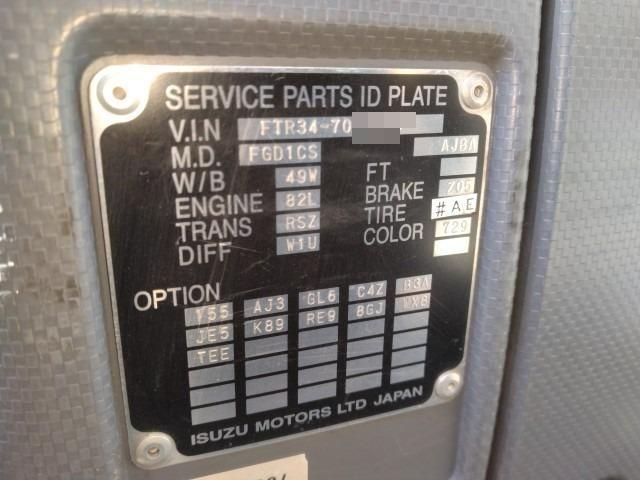 SERVICE PARTS ID PLATE
V.I.N FTR34-70
M.D. FGD1CS AJBA
W/B 49W FT
ENGINE 82L BRAKE Z05
TRANS RSZ TIRE #AE
DIFF W1U COLOR 729
OPTION
Y55 AJ3 GL6 C4Z B3A
JE5 K89 RE9 8GJ VX8
TEE
ISUZU MOTORS LTD JAPAN